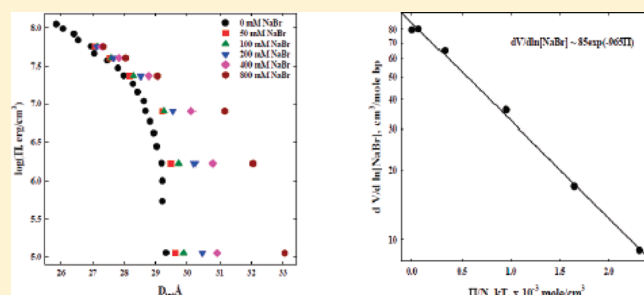 8.0
7.5
7.0
6.5
6.0
5.5
5.0
log(Π, erg/cm³)
0 mM NaBr
50 mM NaBr
100 mM NaBr
200 mM NaBr
400 mM NaBr
800 mM NaBr
26 27 28 29 30 31 32 33
Å
80
70
60
50
40
30
20
10
d V/d ln[NaBr], cm³/mole bp
dV/dln[NaBr] ~ 85exp(-065Π)
0.0 0.5 1.0 1.5 2.0
kT, x 10⁻³ mole/cm³